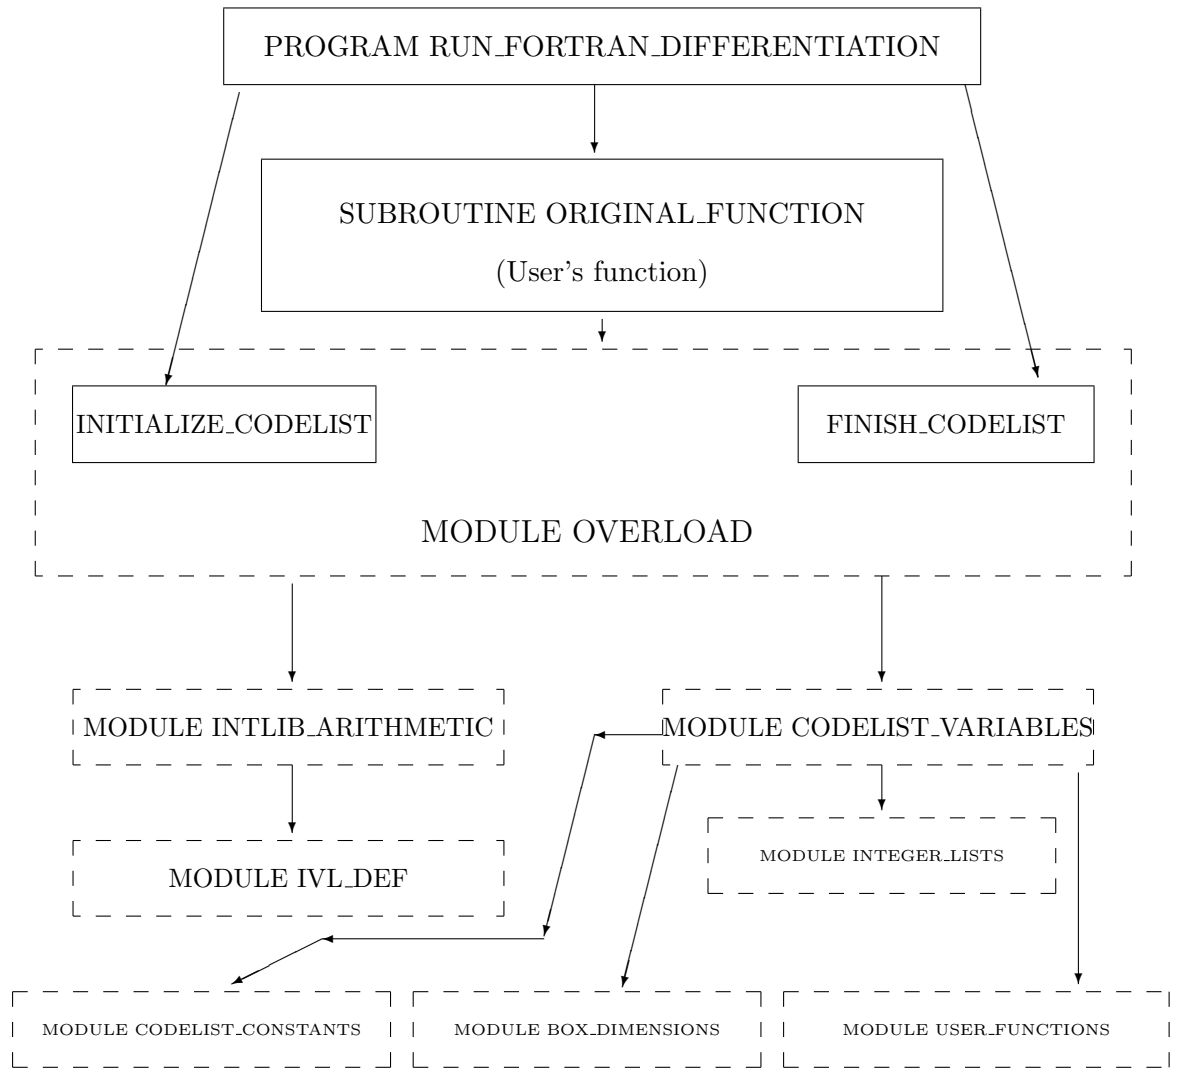 PROGRAM RUN_FORTRAN_DIFFERENTIATION
SUBROUTINE ORIGINAL_FUNCTION
(User's function)
INITIALIZE_CODELIST
FINISH_CODELIST
MODULE OVERLOAD
MODULE INTLIB_ARITHMETIC
MODULE CODELIST_VARIABLES
MODULE INTEGER_LISTS
MODULE IVL_DEF
MODULE CODELIST_CONSTANTS
MODULE BOX_DIMENSIONS
MODULE USER_FUNCTIONS